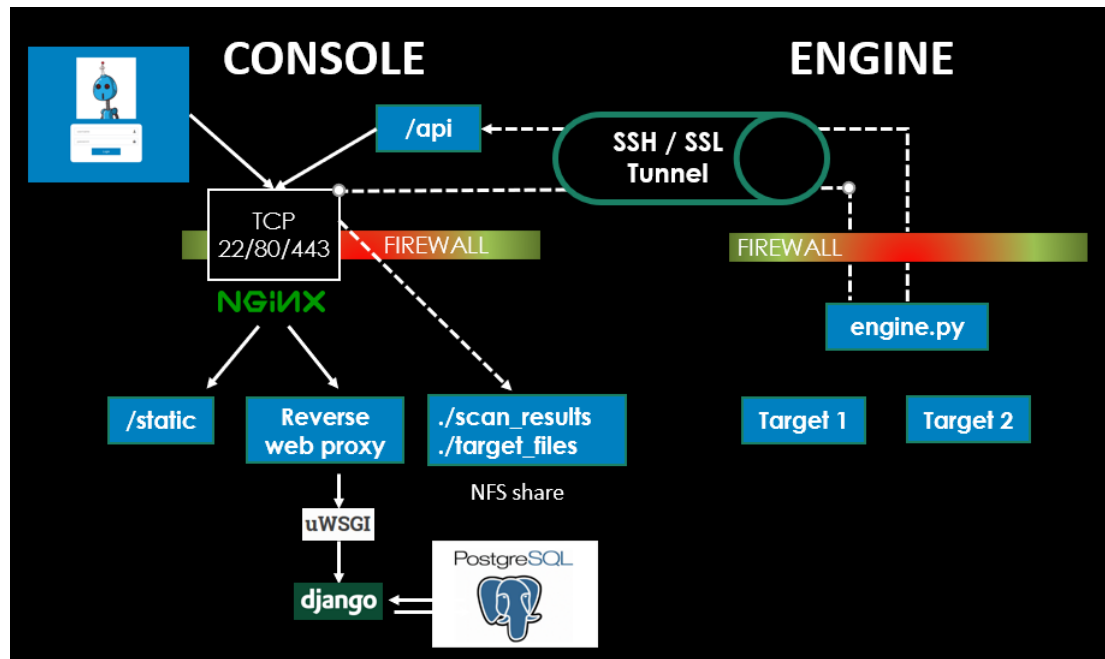 CONSOLE
ENGINE
/api
SSH / SSL
Tunnel
TCP
22/80/443
FIREWALL
FIREWALL
NGiNX
engine.py
/static
Reverse
web proxy
./scan_results
./target_files
Target 1
Target 2
NFS share
uWSGI
PostgreSQL
django